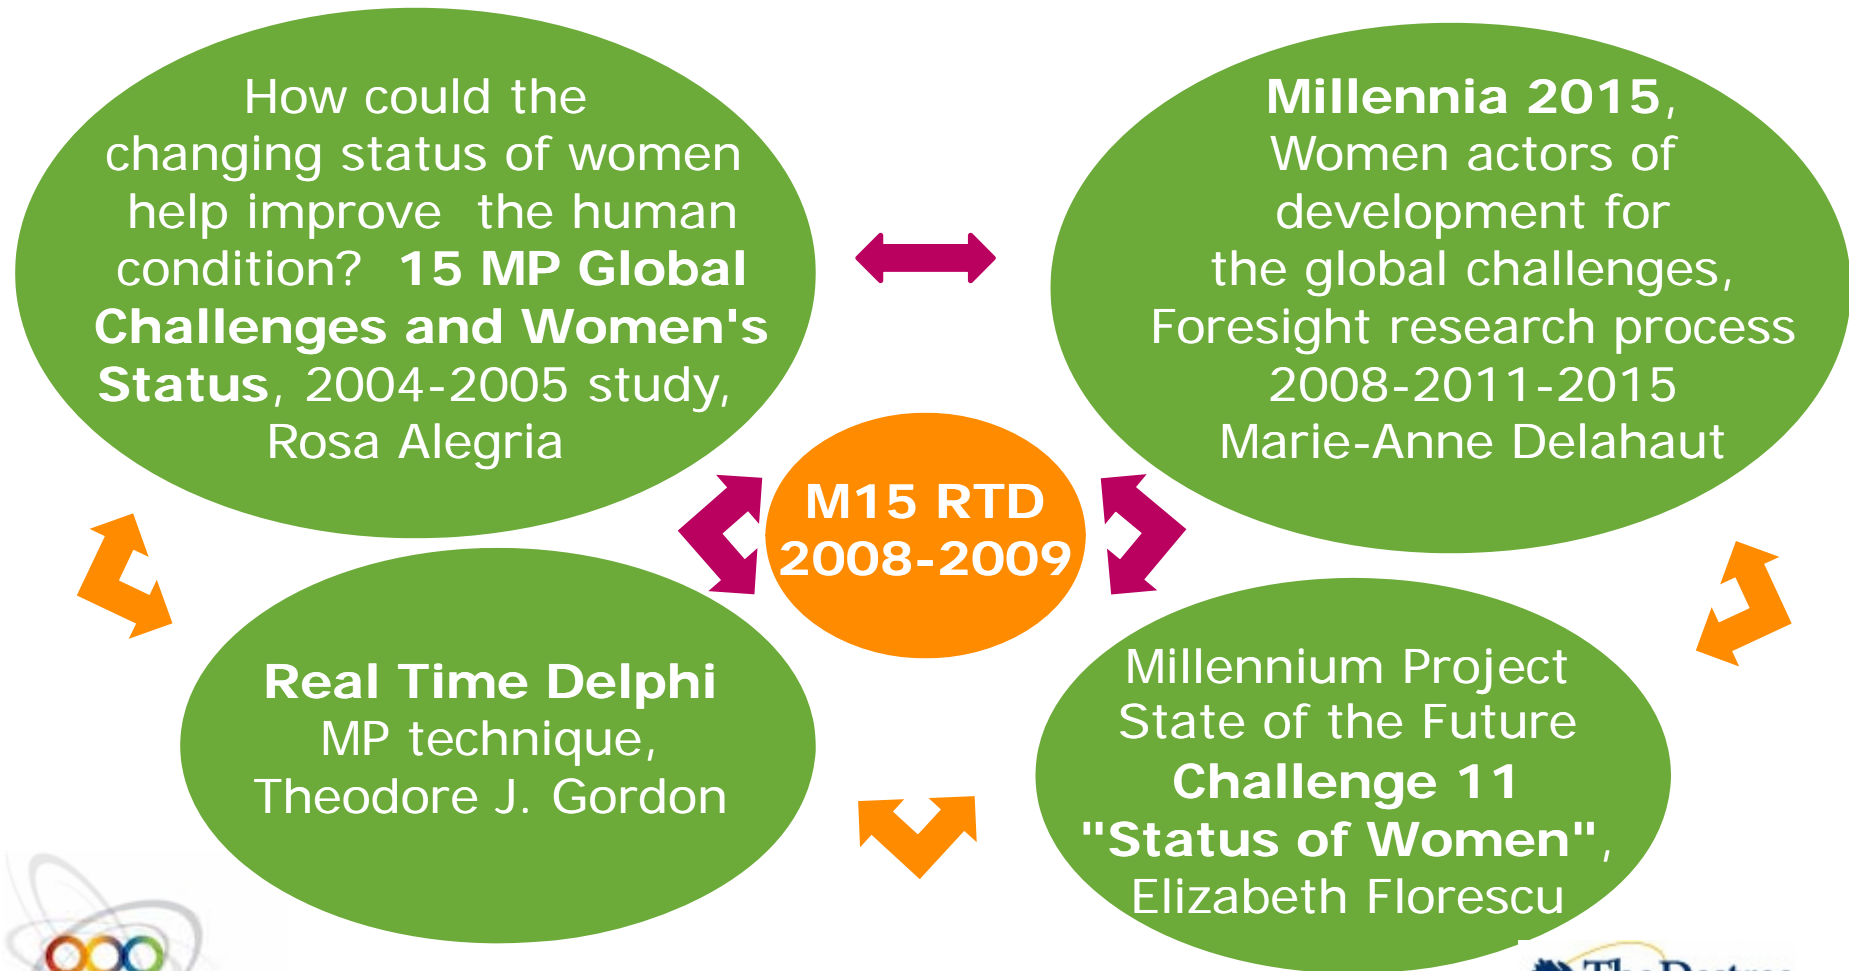 How could the
changing status of women
help improve the human
condition? 15 MP Global
Challenges and Women's
Status, 2004-2005 study,
Rosa Alegria
Millennia 2015,
Women actors of
development for
the global challenges,
Foresight research process
2008-2011-2015
Marie-Anne Delahaut
M15 RTD
2008-2009
Real Time Delphi
MP technique,
Theodore J. Gordon
Millennium Project
State of the Future
Challenge 11
"Status of Women",
Elizabeth Florescu
The